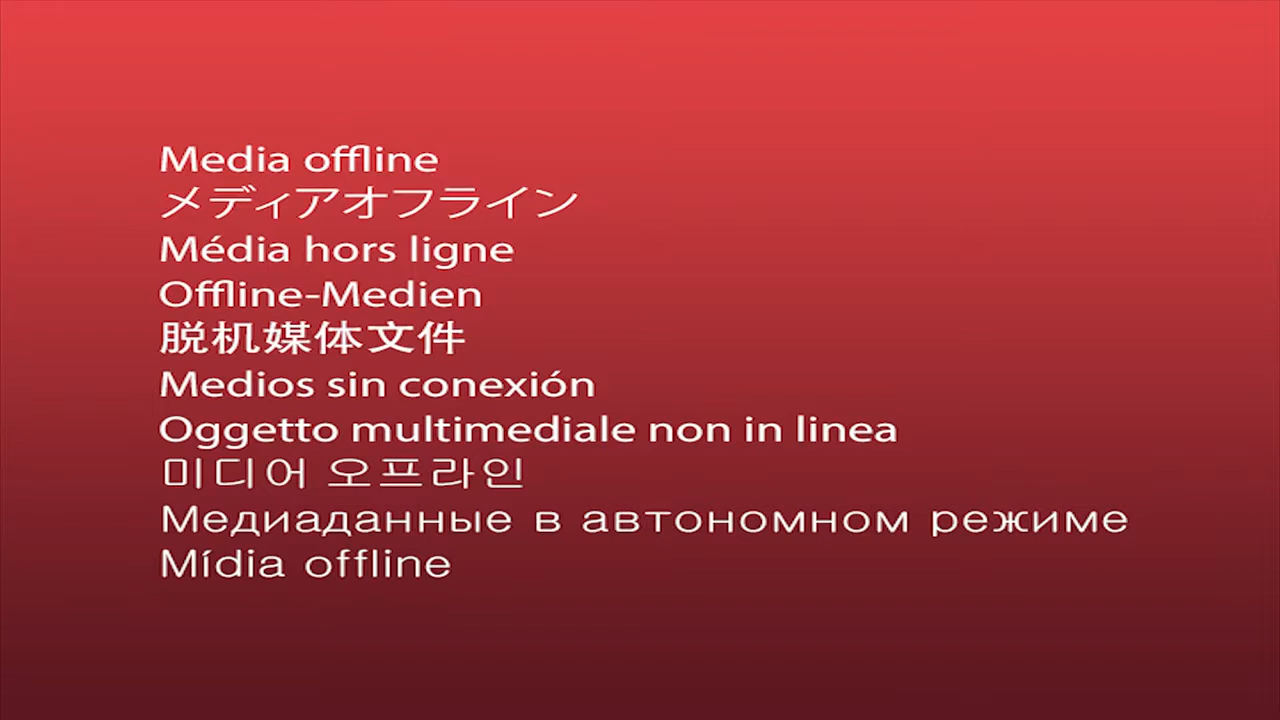 Media offline
メディアオフライン
Média hors ligne
Offline-Medien
脱机媒体文件
Medios sin conexión
Oggetto multimediale non in linea
미디어 오프라인
Медиаданные в автономном режиме
Mídia offline